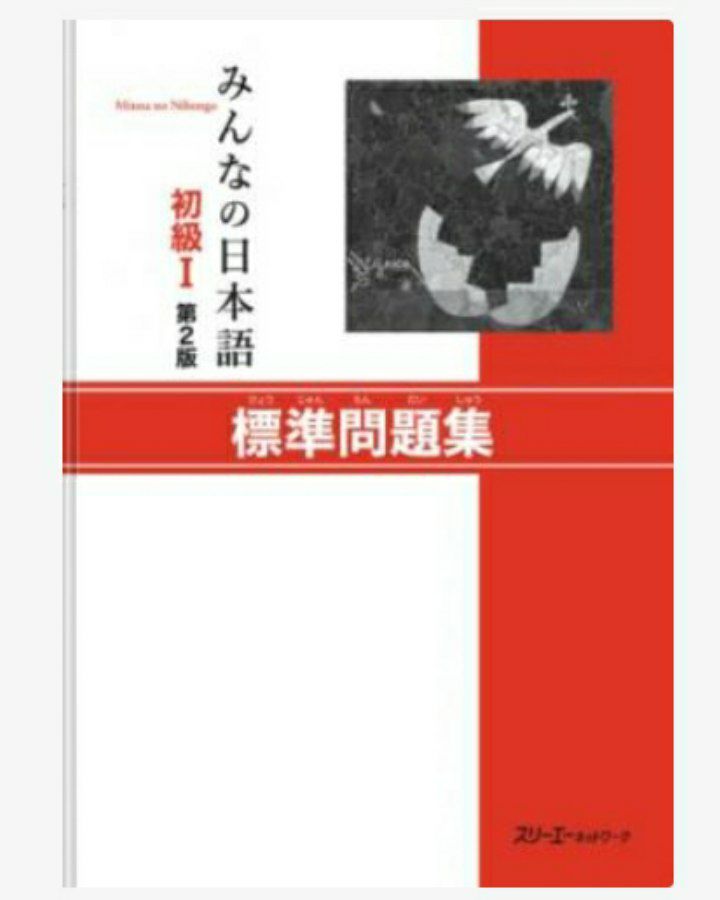 みんなの日本語
Minna no Nihongo
初級I
第2版
ひょう じゅん もん だい しゅう
標準問題集
スリーエーネットワーク